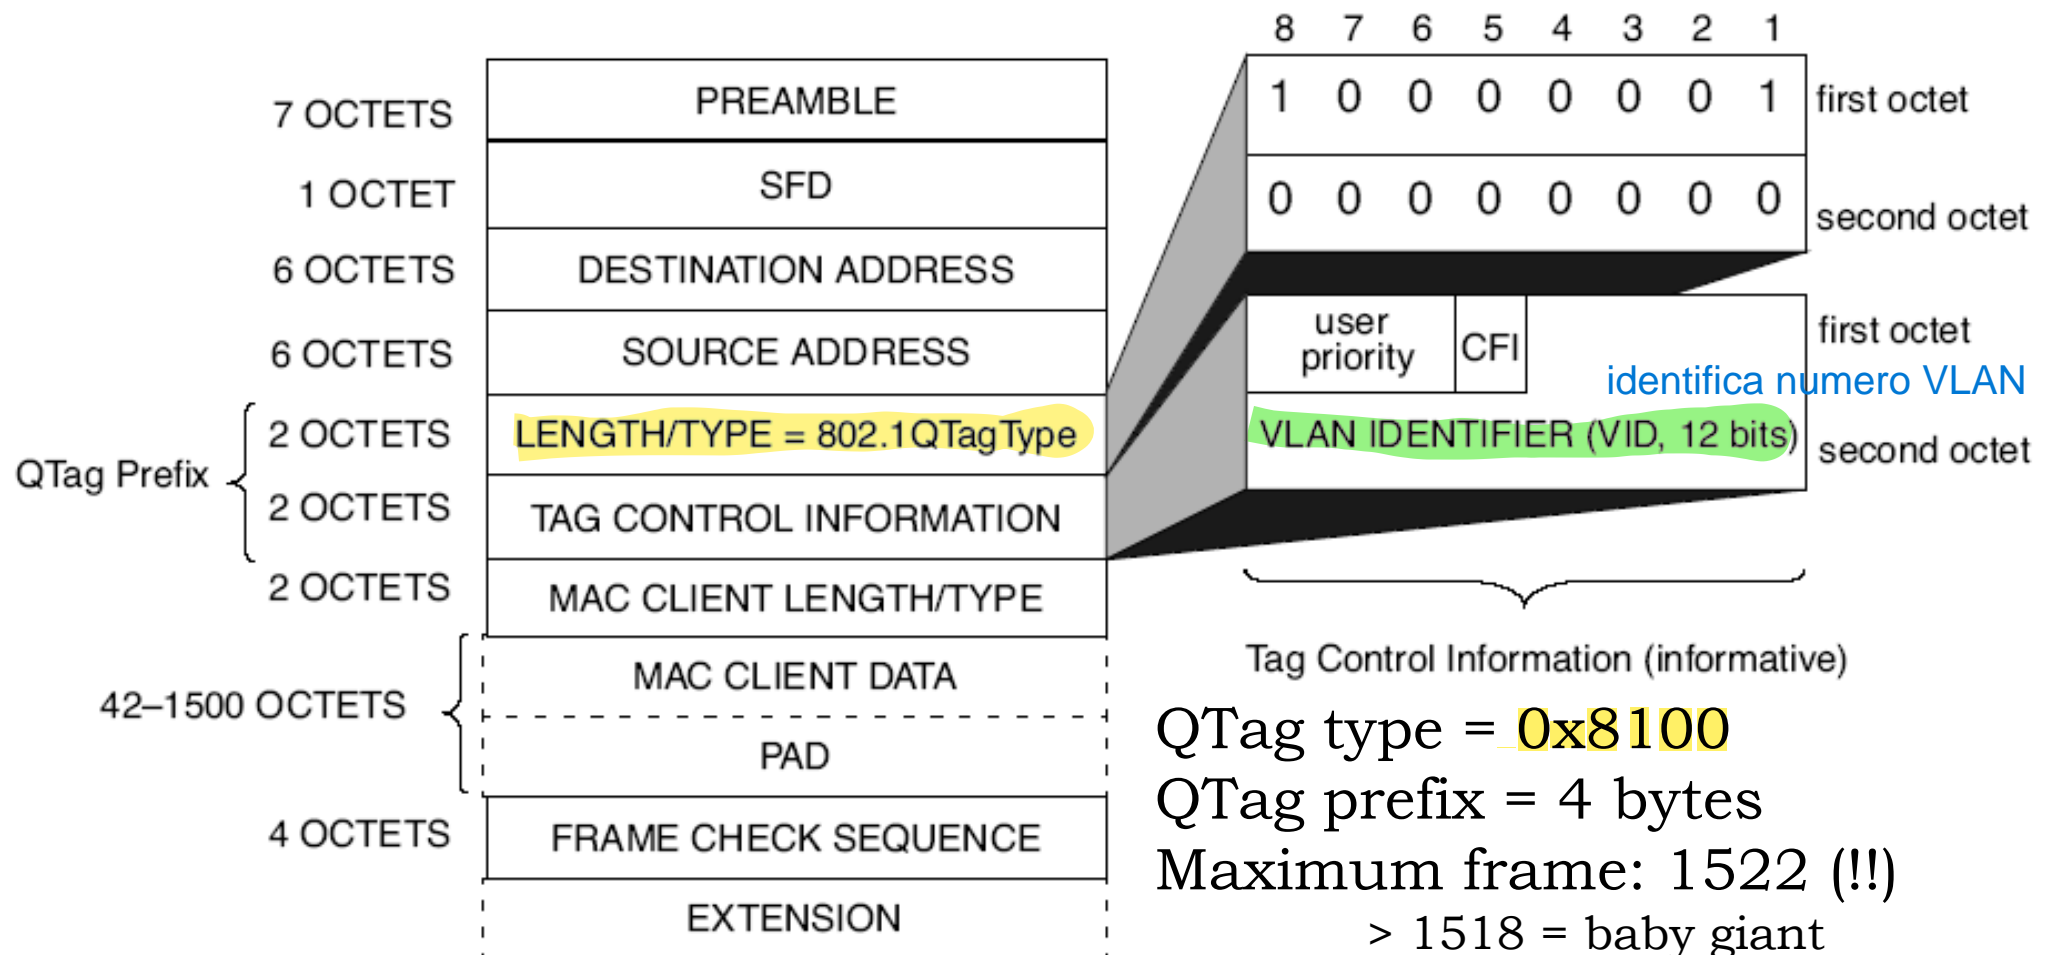 8 7 6 5 4 3 2 1
7 OCTETS PREAMBLE 1 0 0 0 0 0 0 1 first octet
1 OCTET SFD 0 0 0 0 0 0 0 0 second octet
6 OCTETS DESTINATION ADDRESS
6 OCTETS SOURCE ADDRESS
user priority CFI first octet
identifica numero VLAN
QTag Prefix
2 OCTETS LENGTH/TYPE = 802.1QTagType VLAN IDENTIFIER (VID, 12 bits) second octet
2 OCTETS TAG CONTROL INFORMATION
2 OCTETS MAC CLIENT LENGTH/TYPE
42–1500 OCTETS MAC CLIENT DATA
PAD
4 OCTETS FRAME CHECK SEQUENCE
EXTENSION
Tag Control Information (informative)
QTag type = 0x8100
QTag prefix = 4 bytes
Maximum frame: 1522 (!!)
> 1518 = baby giant